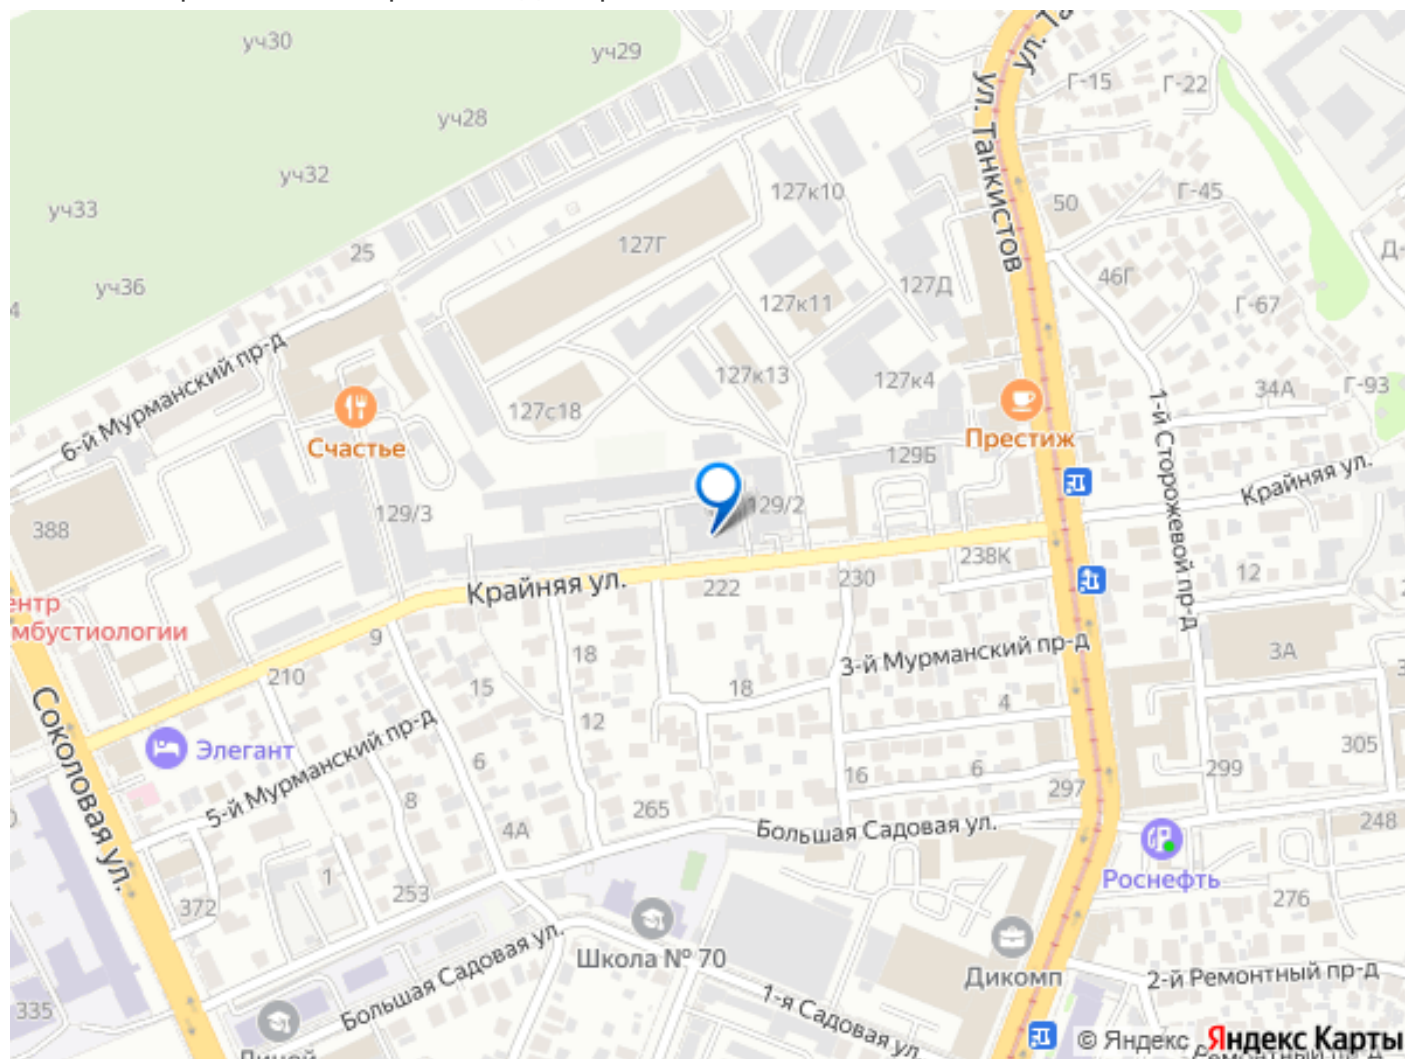 уч30
уч29
ул. Та
Г-15
Г-22
уч28
ул. Танкистов
уч32
127к10
Г-45
уч33
50
25
127Г
Д-
46Г
уч36
127Д
4
127к11
Г-67
6-й Мурманский пр-д
127к13
127к4
34А
Г-93
127с18
1-й Сторожевой пр-д
Счастье
Престиж
129Б
Крайняя ул.
129/3
129/2
388
238К
12
Крайняя ул.
222
230
ентр
мбустиологии
9
18
3-й Мурманский пр-д
3А
210
15
18
4
Соколовая ул.
12
5-й Мурманский пр-д
Элегант
305
6
16
6
299
297
8
265
4А
Большая Садовая ул.
248
1
Роснефть
253
372
276
Школа № 70
Большая Садовая ул.
Дикомп
2-й Ремонтный пр-д
335
1-я Садовая ул.
© Яндекс Яндекс Карты